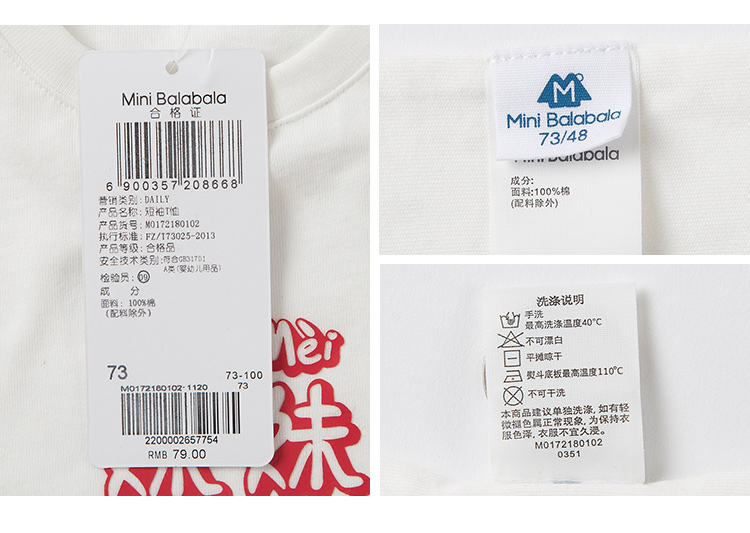 Mini Balabala
合格证
6 900357 208668
营销类别: DAILY
产品名称: 短袖T恤
产品货号: M0172180102
执行标准: FZ/T73025-2013
产品等级: 合格品
安全技术类别: 符合GB31701
A类(婴幼儿用品)
检验员: 09
成 分
面料: 100%棉
(配料除外)
73
73-100
M0172180102-1120
73
2200002657754
RMB 79.00
Mèi
妹
M
Mini Balabala
73/48
Mini Balabala
成分:
面料:100%棉
(配料除外)
洗涤说明
手洗
最高洗涤温度40℃
不可漂白
平摊晾干
熨斗底板最高温度110℃
不可干洗
本商品建议单独洗涤, 如有轻
微褪色属正常现象, 为保持衣
服色泽, 衣服不宜久浸。
M0172180102
0351